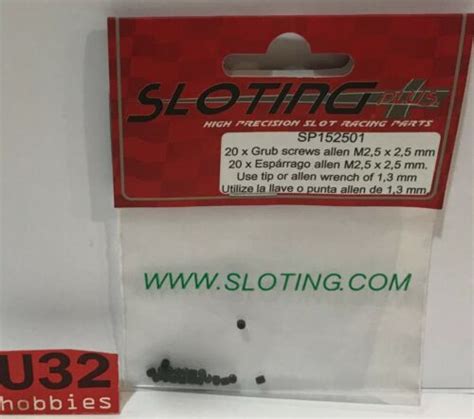 SLOTING plus
HIGH PRECISION SLOT RACING PARTS
SP152501
20 x Grub screws allen M2,5 x 2,5 mm
20 x Espárrago allen M2,5 x 2,5 mm.
Use tip or allen wrench of 1,3 mm
Utilize la llave o punta allen de 1,3 mm.
WWW.SLOTING.COM
U32
hobbies